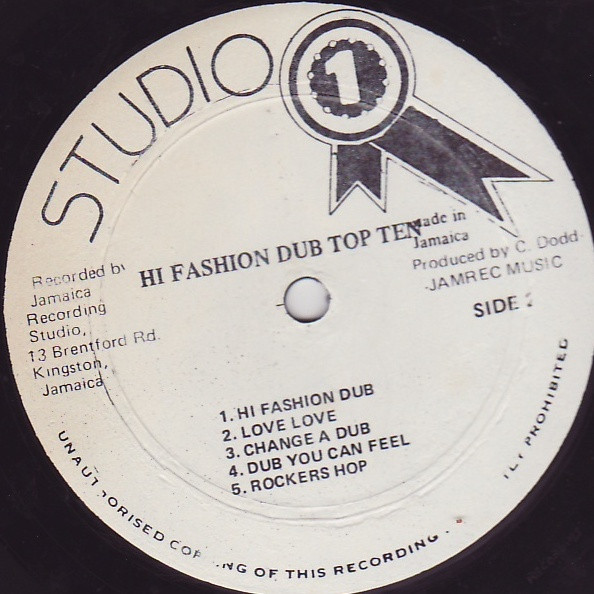 STUDIO
1
HI FASHION DUB TOP TEN
Recorded by
Jamaica
Recording
Studio,
13 Brentford Rd.
Kingston,
Jamaica
Made in
Jamaica
Produced by C. Dodd
JAMREC MUSIC
SIDE 2
1. HI FASHION DUB
2. LOVE LOVE
3. CHANGE A DUB
4. DUB YOU CAN FEEL
5. ROCKERS HOP
OF THIS RECORDING
PROHIBITED